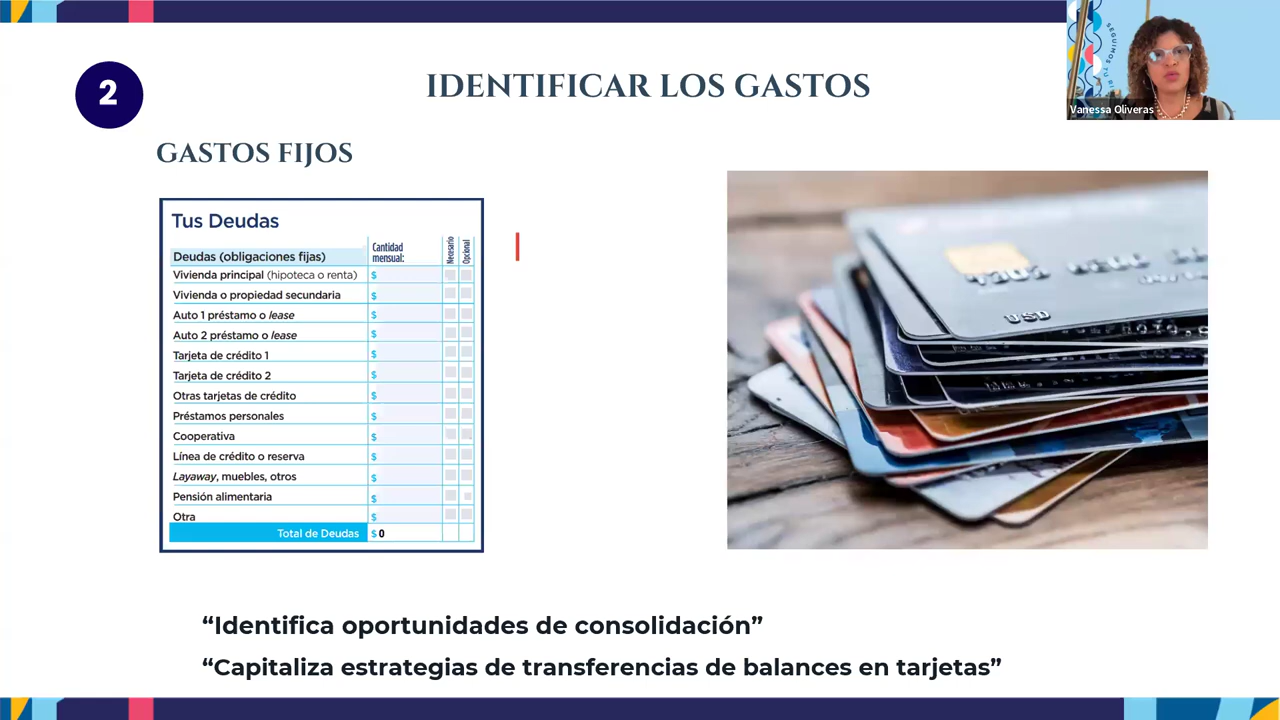 2
IDENTIFICAR LOS GASTOS
SEGUIMOS TU
Vanessa Oliveras
GASTOS FIJOS
Tus Deudas
Deudas (obligaciones fijas) Cantidad mensual: Necesario Opcional
Vivienda principal (hipoteca o renta) $
Vivienda o propiedad secundaria $
Auto 1 préstamo o lease $
Auto 2 préstamo o lease $
Tarjeta de crédito 1 $
Tarjeta de crédito 2 $
Otras tarjetas de crédito $
Préstamos personales $
Cooperativa $
Línea de crédito o reserva $
Layaway, muebles, otros $
Pensión alimentaria $
Otra $
Total de Deudas $ 0
USD
“Identifica oportunidades de consolidación”
“Capitaliza estrategias de transferencias de balances en tarjetas”